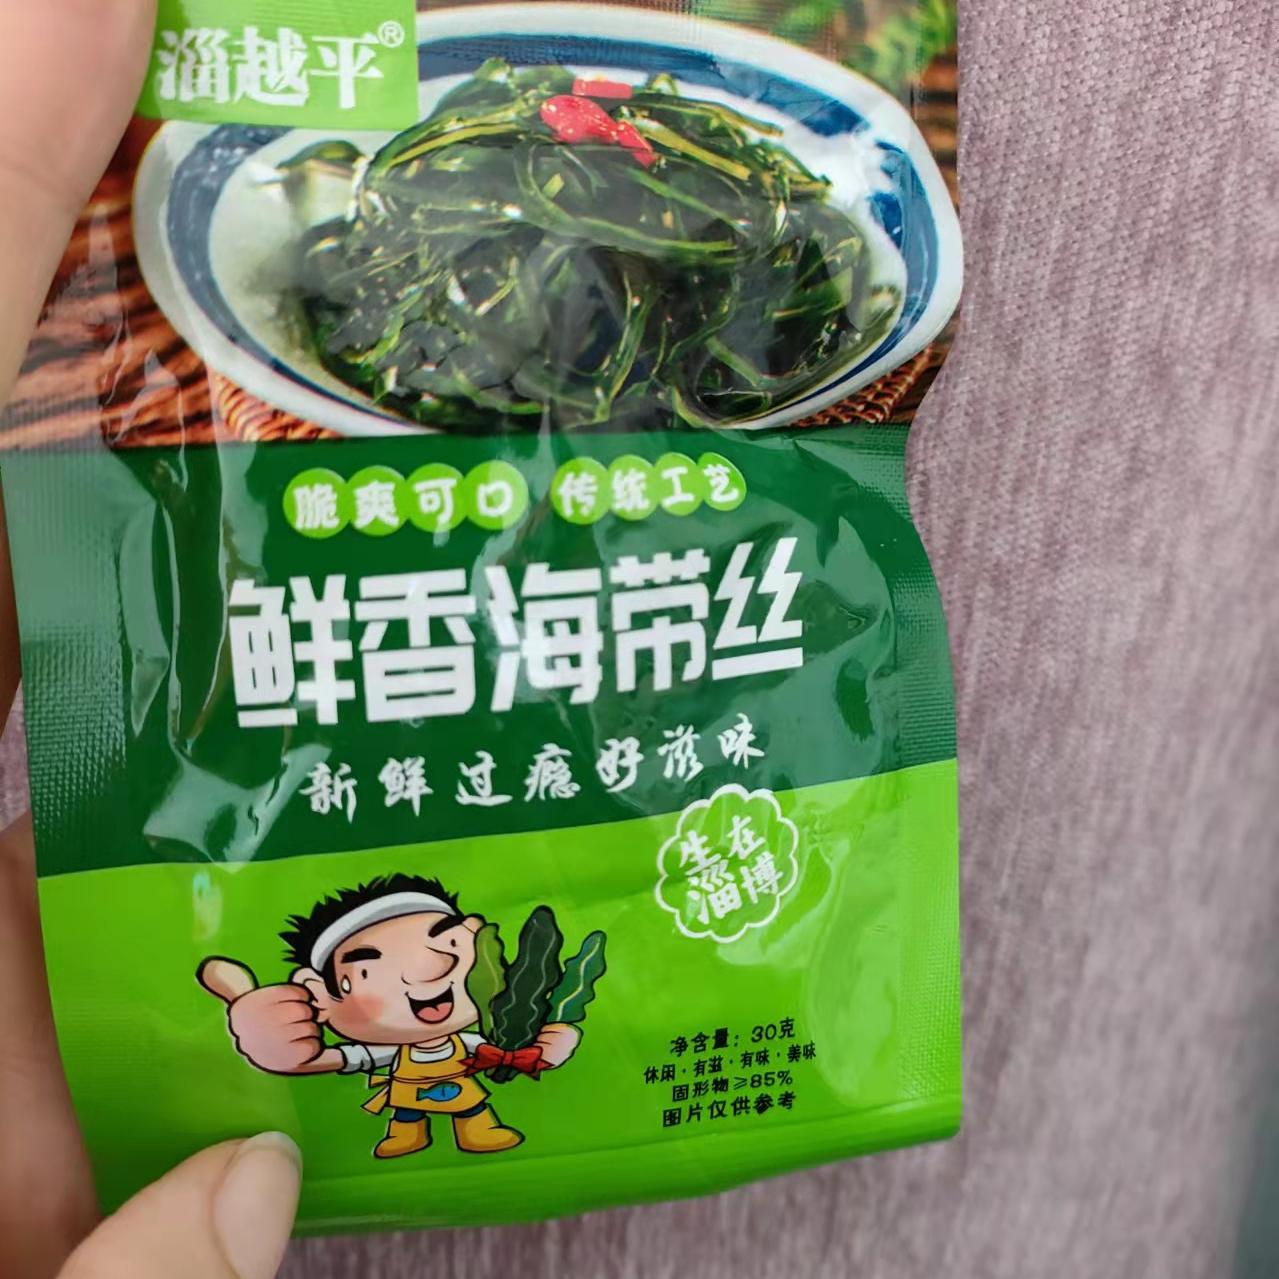 淄越平®
脆爽可口 传统工艺
鲜香海带丝
新鲜过瘾好滋味
生在
淄博
净含量：30克
休闲·有滋·有味·美味
固形物≥85%
图片仅供参考